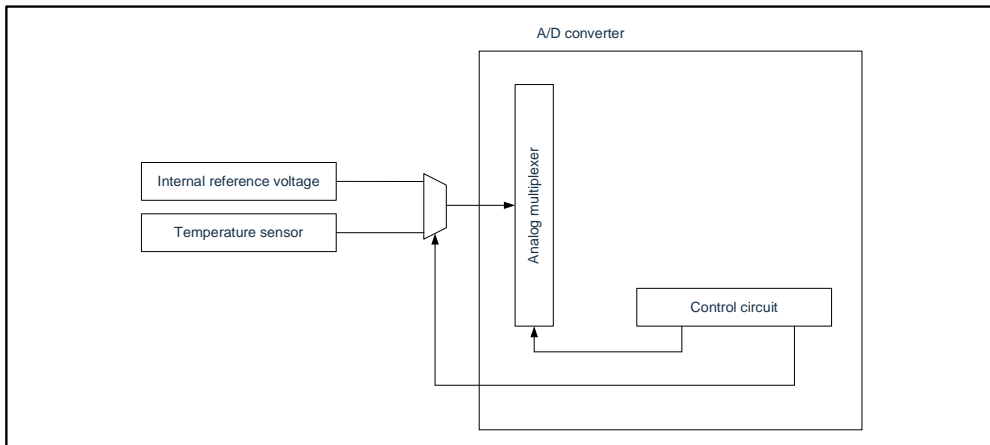 A/D converter
Internal reference voltage
Temperature sensor
Analog multiplexer
Control circuit